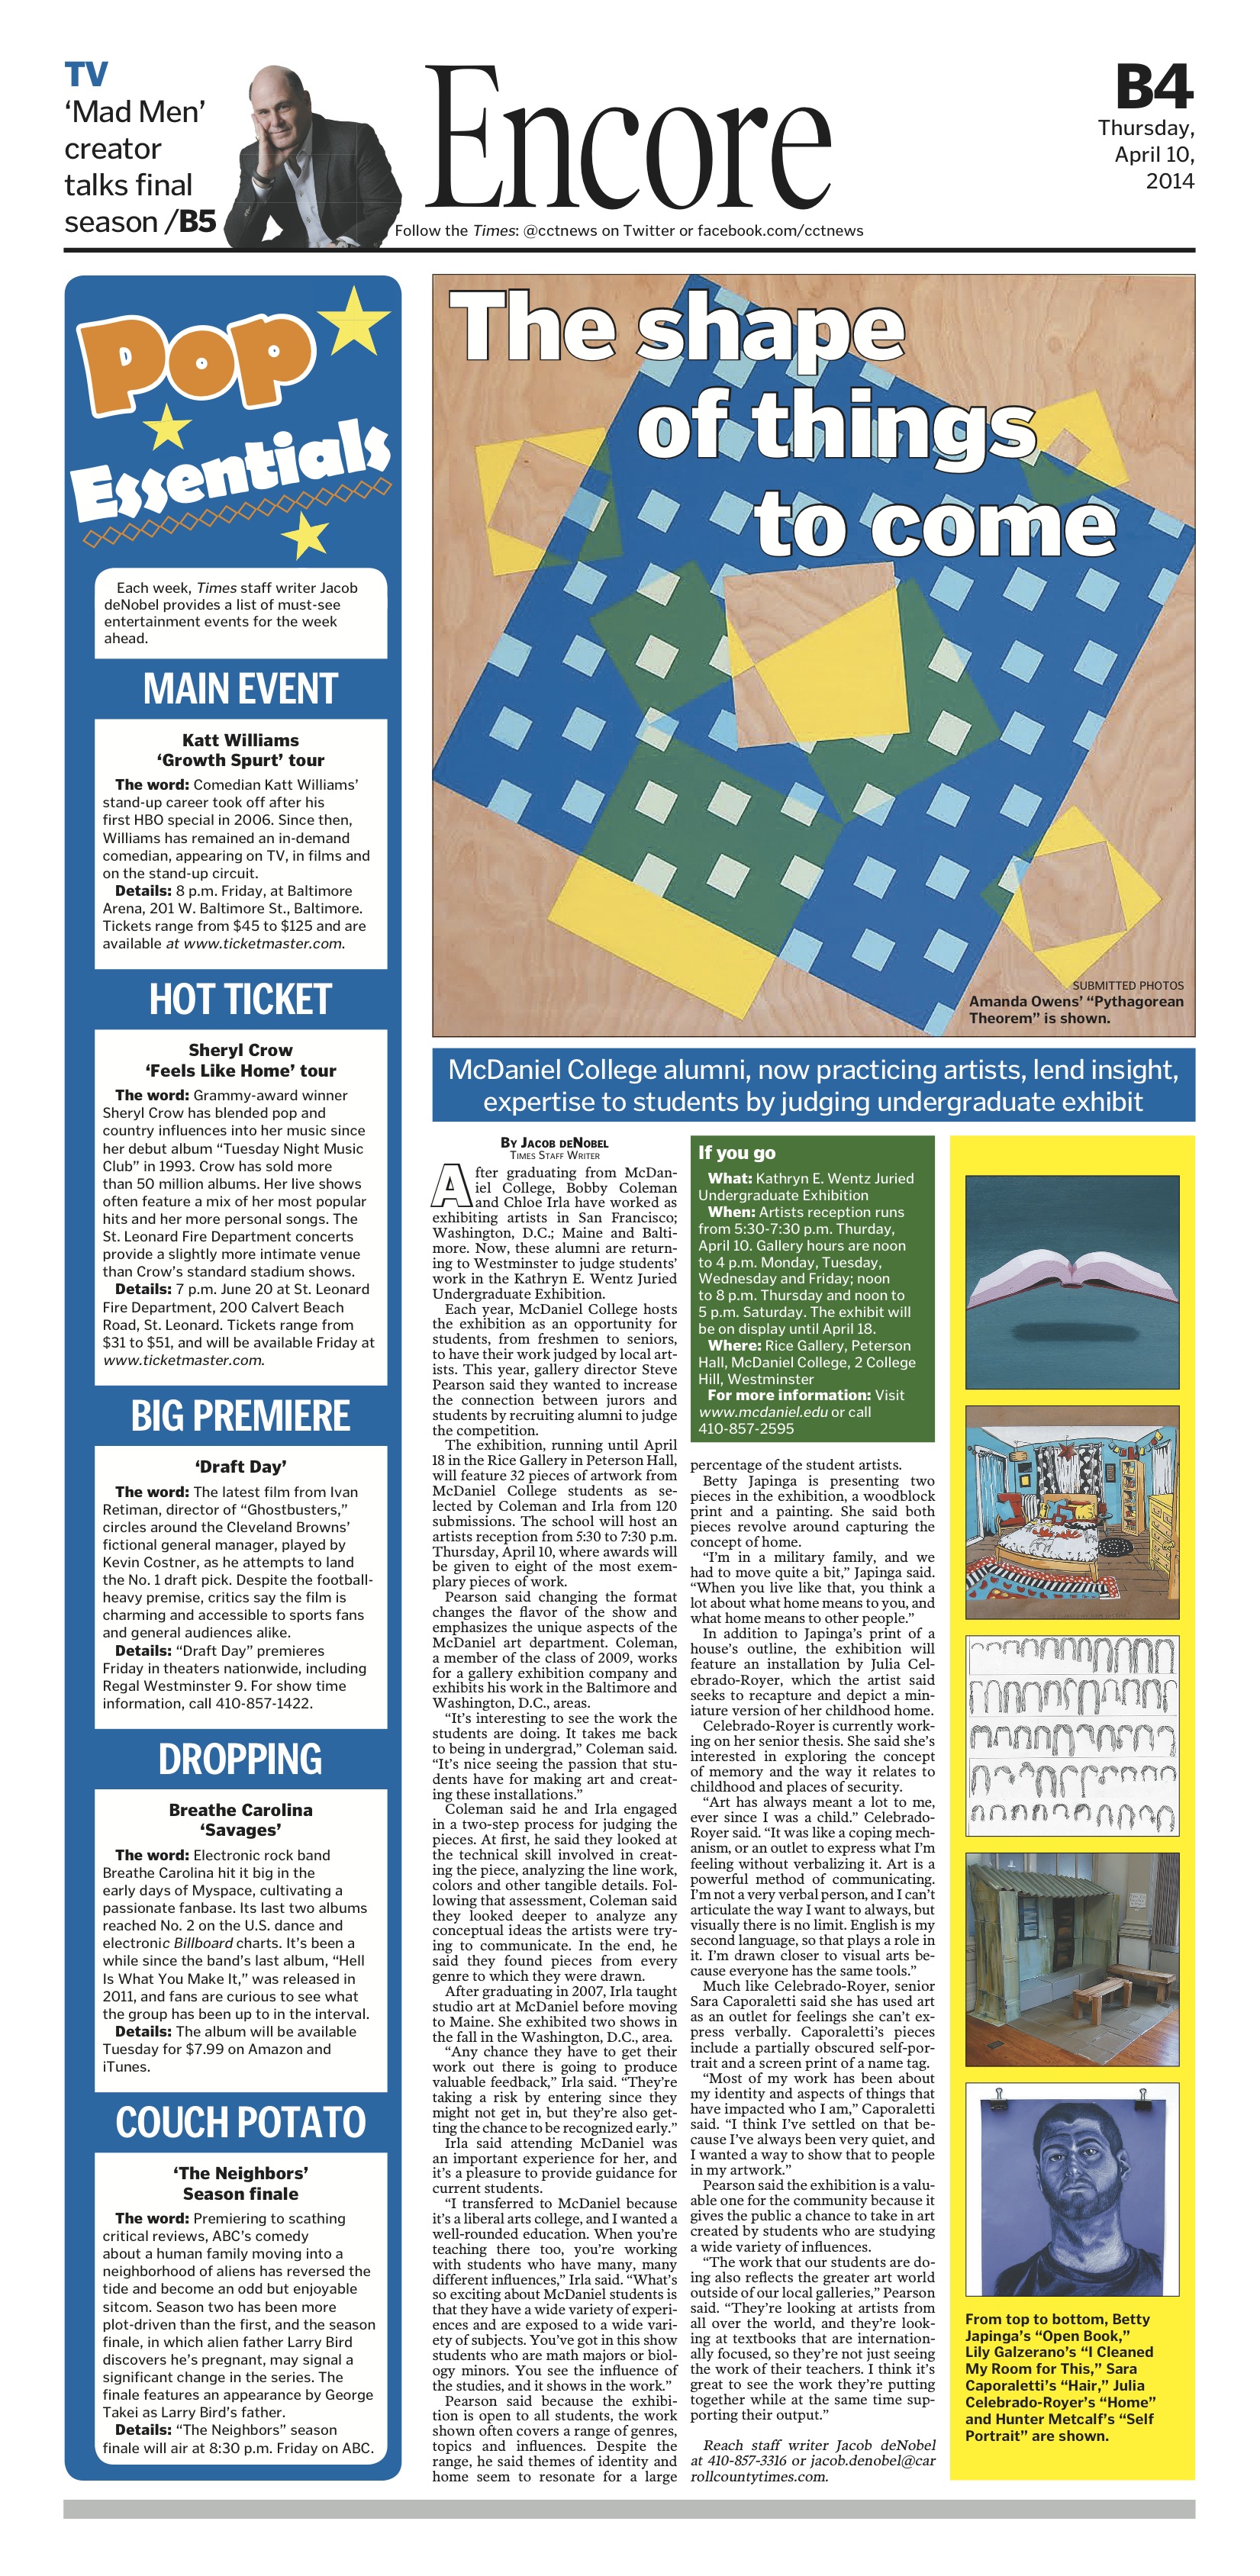 TV
‘Mad Men’
creator
talks final
season /B5
Encore
Follow the Times: @cctnews on Twitter or facebook.com/cctnews
B4
Thursday,
April 10,
2014
Pop
Essentials
Each week, Times staff writer Jacob
deNobel provides a list of must-see
entertainment events for the week
ahead.
MAIN EVENT
Katt Williams
‘Growth Spurt’ tour
The word: Comedian Katt Williams’
stand-up career took off after his
first HBO special in 2006. Since then,
Williams has remained an in-demand
comedian, appearing on TV, in films and
on the stand-up circuit.
Details: 8 p.m. Friday, at Baltimore
Arena, 201 W. Baltimore St., Baltimore.
Tickets range from $45 to $125 and are
available at www.ticketmaster.com.
HOT TICKET
Sheryl Crow
‘Feels Like Home’ tour
The word: Grammy-award winner
Sheryl Crow has blended pop and
country influences into her music since
her debut album “Tuesday Night Music
Club” in 1993. Crow has sold more
than 50 million albums. Her live shows
often feature a mix of her most popular
hits and her more personal songs. The
St. Leonard Fire Department concerts
provide a slightly more intimate venue
than Crow’s standard stadium shows.
Details: 7 p.m. June 20 at St. Leonard
Fire Department, 200 Calvert Beach
Road, St. Leonard. Tickets range from
$31 to $51, and will be available Friday at
www.ticketmaster.com.
BIG PREMIERE
‘Draft Day’
The word: The latest film from Ivan
Retiman, director of “Ghostbusters,”
circles around the Cleveland Browns’
fictional general manager, played by
Kevin Costner, as he attempts to land
the No. 1 draft pick. Despite the football-
heavy premise, critics say the film is
charming and accessible to sports fans
and general audiences alike.
Details: “Draft Day” premieres
Friday in theaters nationwide, including
Regal Westminster 9. For show time
information, call 410-857-1422.
DROPPING
Breathe Carolina
‘Savages’
The word: Electronic rock band
Breathe Carolina hit it big in the
early days of Myspace, cultivating a
passionate fanbase. Its last two albums
reached No. 2 on the U.S. dance and
electronic Billboard charts. It’s been a
while since the band’s last album, “Hell
Is What You Make It,” was released in
2011, and fans are curious to see what
the group has been up to in the interval.
Details: The album will be available
Tuesday for $7.99 on Amazon and
iTunes.
COUCH POTATO
‘The Neighbors’
Season finale
The word: Premiering to scathing
critical reviews, ABC’s comedy
about a human family moving into a
neighborhood of aliens has reversed the
tide and become an odd but enjoyable
sitcom. Season two has been more
plot-driven than the first, and the season
finale, in which alien father Larry Bird
discovers he’s pregnant, may signal a
significant change in the series. The
finale features an appearance by George
Takei as Larry Bird’s father.
Details: “The Neighbors” season
finale will air at 8:30 p.m. Friday on ABC.
The shape
of things
to come
SUBMITTED PHOTOS
Amanda Owens’ “Pythagorean
Theorem” is shown.
McDaniel College alumni, now practicing artists, lend insight,
expertise to students by judging undergraduate exhibit
By Jacob deNobel
Times Staff Writer
After graduating from McDan-
iel College, Bobby Coleman
and Chloe Irla have worked as
exhibiting artists in San Francisco;
Washington, D.C.; Maine and Balti-
more. Now, these alumni are return-
ing to Westminster to judge students’
work in the Kathryn E. Wentz Juried
Undergraduate Exhibition.
Each year, McDaniel College hosts
the exhibition as an opportunity for
students, from freshmen to seniors,
to have their work judged by local art-
ists. This year, gallery director Steve
Pearson said they wanted to increase
the connection between jurors and
students by recruiting alumni to judge
the competition.
The exhibition, running until April
18 in the Rice Gallery in Peterson Hall,
will feature 32 pieces of artwork from
McDaniel College students as se-
lected by Coleman and Irla from 120
submissions. The school will host an
artists reception from 5:30 to 7:30 p.m.
Thursday, April 10, where awards will
be given to eight of the most exem-
plary pieces of work.
Pearson said changing the format
changes the flavor of the show and
emphasizes the unique aspects of the
McDaniel art department. Coleman,
a member of the class of 2009, works
for a gallery exhibition company and
exhibits his work in the Baltimore and
Washington, D.C., areas.
“It’s interesting to see the work the
students are doing. It takes me back
to being in undergrad,” Coleman said.
“It’s nice seeing the passion that stu-
dents have for making art and creat-
ing these installations.”
Coleman said he and Irla engaged
in a two-step process for judging the
pieces. At first, he said they looked at
the technical skill involved in creat-
ing the piece, analyzing the line work,
colors and other tangible details. Fol-
lowing that assessment, Coleman said
they looked deeper to analyze any
conceptual ideas the artists were try-
ing to communicate. In the end, he
said they found pieces from every
genre to which they were drawn.
After graduating in 2007, Irla taught
studio art at McDaniel before moving
to Maine. She exhibited two shows in
the fall in the Washington, D.C., area.
“Any chance they have to get their
work out there is going to produce
valuable feedback,” Irla said. “They’re
taking a risk by entering since they
might not get in, but they’re also get-
ting the chance to be recognized early.”
Irla said attending McDaniel was
an important experience for her, and
it’s a pleasure to provide guidance for
current students.
“I transferred to McDaniel because
it’s a liberal arts college, and I wanted a
well-rounded education. When you’re
teaching there too, you’re working
with students who have many, many
different influences,” Irla said. “What’s
so exciting about McDaniel students is
that they have a wide variety of experi-
ences and are exposed to a wide vari-
ety of subjects. You’ve got in this show
students who are math majors or biol-
ogy minors. You see the influence of
the studies, and it shows in the work.”
Pearson said because the exhibi-
tion is open to all students, the work
shown often covers a range of genres,
topics and influences. Despite the
range, he said themes of identity and
home seem to resonate for a large
If you go
What: Kathryn E. Wentz Juried
Undergraduate Exhibition
When: Artists reception runs
from 5:30-7:30 p.m. Thurday,
April 10. Gallery hours are noon
to 4 p.m. Monday, Tuesday,
Wednesday and Friday; noon
to 8 p.m. Thursday and noon to
5 p.m. Saturday. The exhibit will
be on display until April 18.
Where: Rice Gallery, Peterson
Hall, McDaniel College, 2 College
Hill, Westminster
For more information: Visit
www.mcdaniel.edu or call
410-857-2595
percentage of the student artists.
Betty Japinga is presenting two
pieces in the exhibition, a woodblock
print and a painting. She said both
pieces revolve around capturing the
concept of home.
“I’m in a military family, and we
had to move quite a bit,” Japinga said.
“When you live like that, you think a
lot about what home means to you, and
what home means to other people.”
In addition to Japinga’s print of a
house’s outline, the exhibition will
feature an installation by Julia Cel-
ebrado-Royer, which the artist said
seeks to recapture and depict a min-
iature version of her childhood home.
Celebrado-Royer is currently work-
ing on her senior thesis. She said she’s
interested in exploring the concept
of memory and the way it relates to
childhood and places of security.
“Art has always meant a lot to me,
ever since I was a child.” Celebrado-
Royer said. “It was like a coping mech-
anism, or an outlet to express what I’m
feeling without verbalizing it. Art is a
powerful method of communicating.
I’m not a very verbal person, and I can’t
articulate the way I want to always, but
visually there is no limit. English is my
second language, so that plays a role in
it. I’m drawn closer to visual arts be-
cause everyone has the same tools.”
Much like Celebrado-Royer, senior
Sara Caporaletti said she has used art
as an outlet for feelings she can’t ex-
press verbally. Caporaletti’s pieces
include a partially obscured self-por-
trait and a screen print of a name tag.
“Most of my work has been about
my identity and aspects of things that
have impacted who I am,” Caporaletti
said. “I think I’ve settled on that be-
cause I’ve always been very quiet, and
I wanted a way to show that to people
in my artwork.”
Pearson said the exhibition is a valu-
able one for the community because it
gives the public a chance to take in art
created by students who are studying
a wide variety of influences.
“The work that our students are do-
ing also reflects the greater art world
outside of our local galleries,” Pearson
said. “They’re looking at artists from
all over the world, and they’re look-
ing at textbooks that are internation-
ally focused, so they’re not just seeing
the work of their teachers. I think it’s
great to see the work they’re putting
together while at the same time sup-
porting their output.”
Reach staff writer Jacob deNobel
at 410-857-3316 or jacob.denobel@car
rollcountytimes.com.
From top to bottom, Betty
Japinga’s “Open Book,”
Lily Galzerano’s “I Cleaned
My Room for This,” Sara
Caporaletti’s “Hair,” Julia
Celebrado-Royer’s “Home”
and Hunter Metcalf’s “Self
Portrait” are shown.